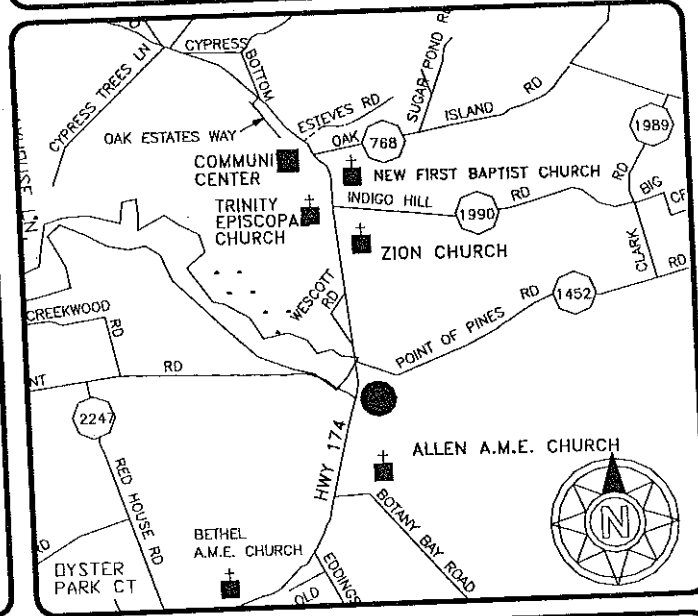 CYPRESS TREES LN
CYPRESS
BOTTOM
SUGAR POND RD
ISLAND
RD
ESTEVES RD
OAK ESTATES WAY
OAK
768
1989
COMMUNI
CENTER
NEW FIRST BAPTIST CHURCH
RD
BIG
TRINITY
EPISCOPA
CHURCH
INDIGO HILL
1990
RD
ZION CHURCH
CLARK
RD
WESCOTT
RD
1452
RD
POINT OF PINES
CREEKWOOD
RD
NT
RD
2247
HWY 174
ALLEN A.M.E. CHURCH
RED HOUSE RD
N
BOTANY BAY ROAD
BETHEL
A.M.E. CHURCH
RD
OYSTER
PARK CT
EDDINGS
OLD